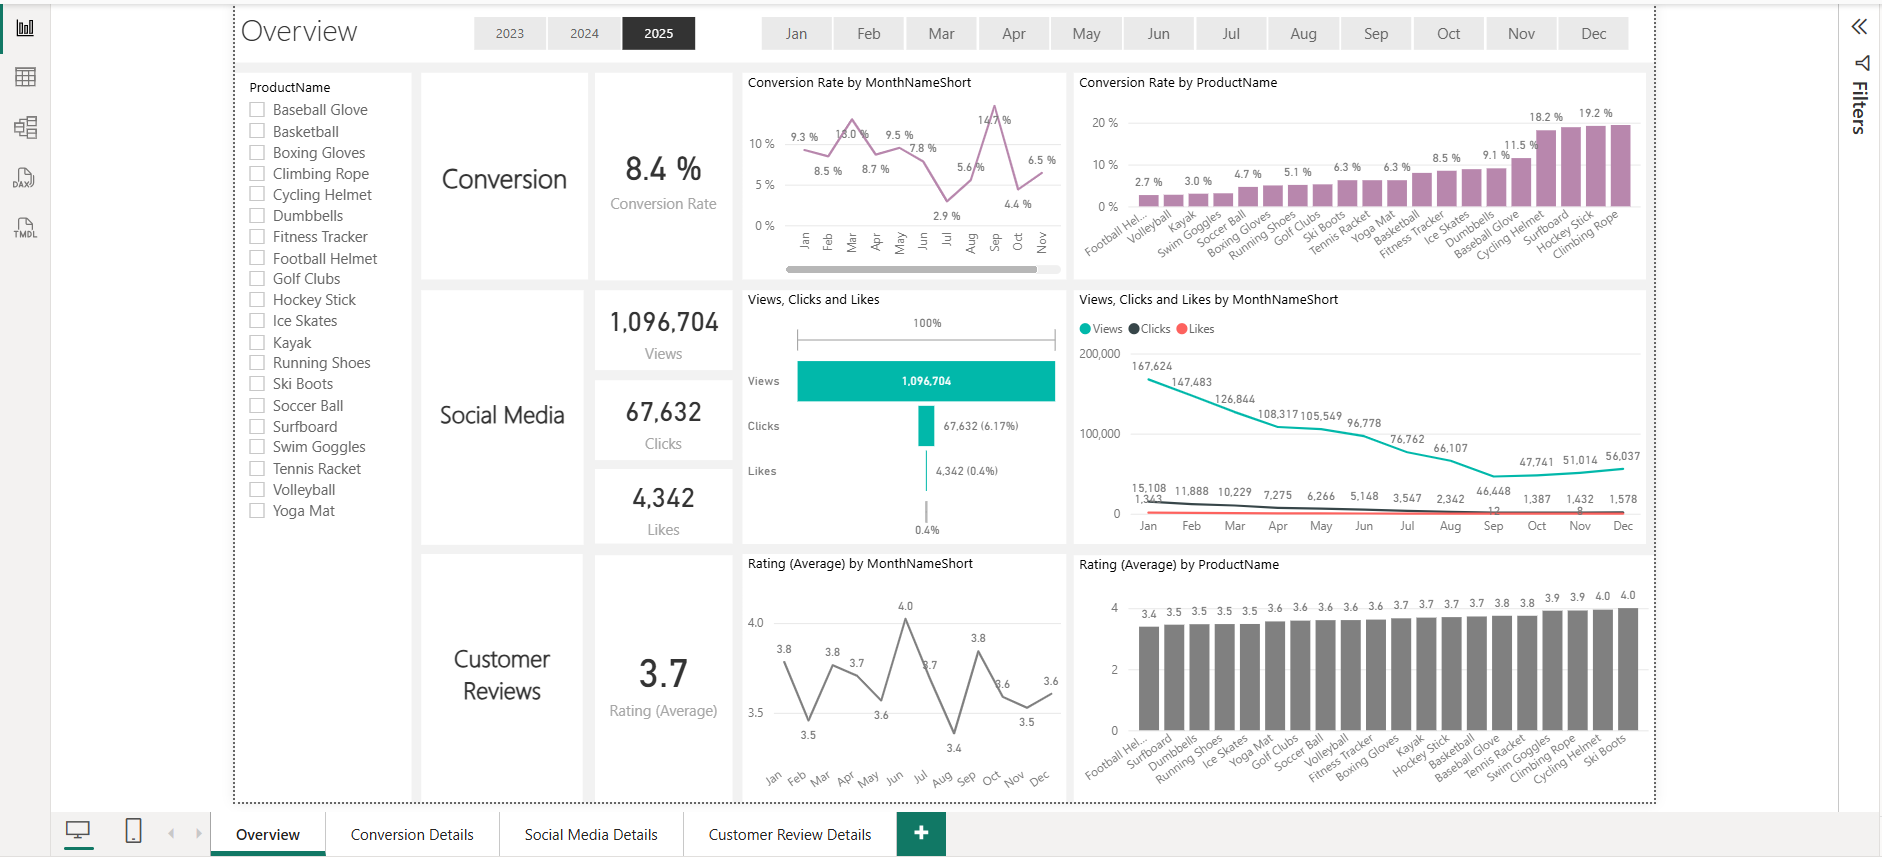 Overview
2023 2024 2025
Jan Feb Mar Apr May Jun Jul Aug Sep Oct Nov Dec
Filters
DAX
TMDL
ProductName
Baseball Glove
Basketball
Boxing Gloves
Climbing Rope
Cycling Helmet
Dumbbells
Fitness Tracker
Football Helmet
Golf Clubs
Hockey Stick
Ice Skates
Kayak
Running Shoes
Ski Boots
Soccer Ball
Surfboard
Swim Goggles
Tennis Racket
Volleyball
Yoga Mat
Conversion
8.4 %
Conversion Rate
Conversion Rate by MonthNameShort
10 %
5 %
0 %
9.3 % 8.5 % 13.0 % 8.7 % 9.5 % 7.8 % 2.9 % 5.6 % 14.7 % 4.4 % 6.5 %
Jan Feb Mar Apr May Jun Jul Aug Sep Oct Nov
Conversion Rate by ProductName
20 %
10 %
0 %
2.7 % 3.0 % 4.7 % 5.1 % 6.3 % 6.3 % 8.5 % 9.1 % 11.5 % 18.2 % 19.2 %
Football Hel... Volleyball Kayak Swim Goggles Soccer Ball Boxing Gloves Running Shoes Golf Clubs Ski Boots Tennis Racket Yoga Mat Basketball Fitness Tracker Ice Skates Dumbbells Baseball Glove Cycling Helmet Surfboard Hockey Stick Climbing Rope
Social Media
1,096,704
Views
67,632
Clicks
4,342
Likes
Views, Clicks and Likes
100%
Views 1,096,704
Clicks 67,632 (6.17%)
Likes 4,342 (0.4%)
0.4%
Views, Clicks and Likes by MonthNameShort
Views Clicks Likes
200,000
100,000
0
167,624 147,483 126,844 108,317 105,549 96,778 76,762 66,107 46,448 47,741 51,014 56,037
15,108 11,888 10,229 7,275 6,266 5,148 3,547 2,342 1,387 1,432 1,578
1,343 12 8
Jan Feb Mar Apr May Jun Jul Aug Sep Oct Nov Dec
Customer
Reviews
3.7
Rating (Average)
Rating (Average) by MonthNameShort
4.0
3.5
3.8 3.5 3.8 3.7 3.6 4.0 3.7 3.4 3.8 3.6 3.5 3.6
Jan Feb Mar Apr May Jun Jul Aug Sep Oct Nov Dec
Rating (Average) by ProductName
4
2
0
3.4 3.5 3.5 3.5 3.5 3.6 3.6 3.6 3.6 3.6 3.7 3.7 3.7 3.7 3.8 3.8 3.9 3.9 4.0 4.0
Football Hel... Surfboard Dumbbells Running Shoes Ice Skates Yoga Mat Golf Clubs Soccer Ball Volleyball Fitness Tracker Boxing Gloves Kayak Hockey Stick Basketball Baseball Glove Tennis Racket Swim Goggles Climbing Rope Cycling Helmet Ski Boots
Overview Conversion Details Social Media Details Customer Review Details +